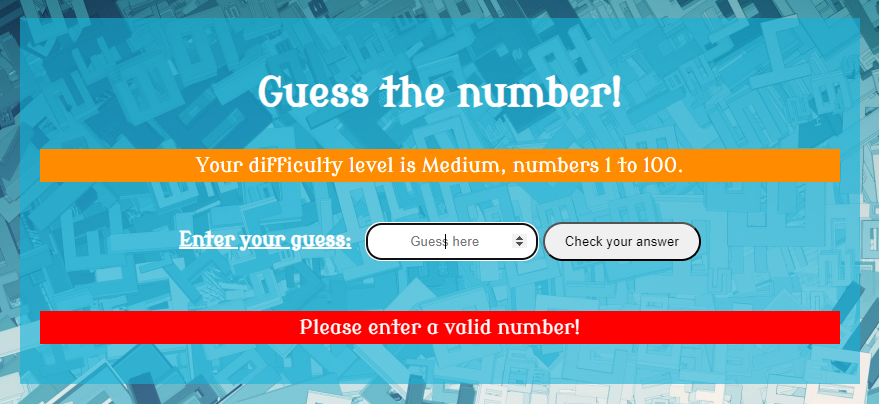 Guess the number!
Your difficulty level is Medium, numbers 1 to 100.
Enter your guess: Guess here Check your answer
Please enter a valid number!